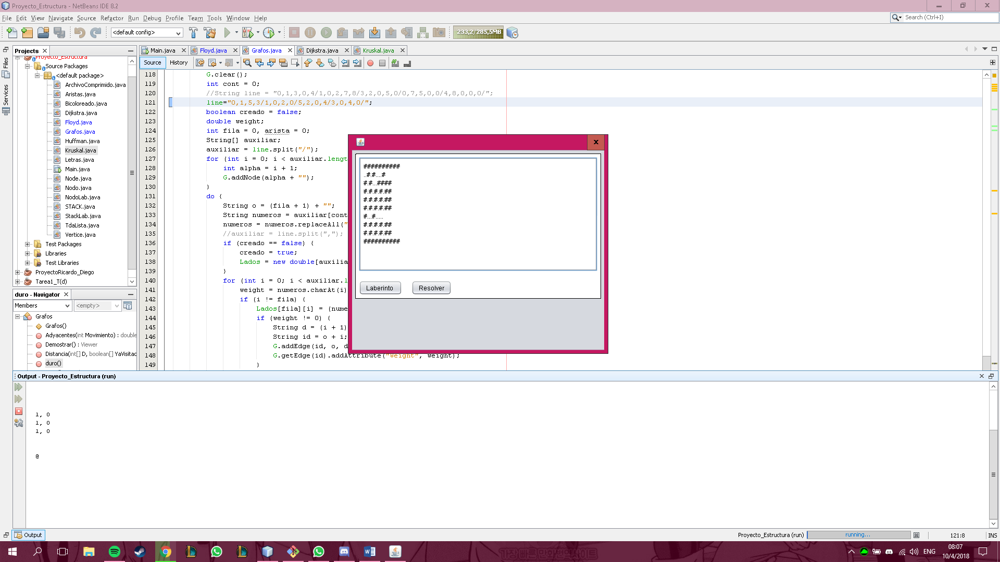 Proyecto_Estructura - NetBeans IDE 8.2
File Edit View Navigate Source Refactor Run Debug Profile Team Tools Window Help
Search (Ctrl+I)
<default config>
233,2/285,5MB
Files
Services
Projects
Proyecto_Estructura
Source Packages
<default package>
ArchivoComprimido.java
Aristas.java
Bicoloreado.java
Dijkstra.java
Floyd.java
Grafos.java
Huffman.java
Kruskal.java
Letras.java
Main.java
Node.java
Nodo.java
NodoLab.java
STACK.java
StackLab.java
TdaLista.java
Vertice.java
Test Packages
Libraries
Test Libraries
ProyectoRicardo_Diego
Tarea1_T(d)
duro - Navigator
Members
<empty>
Grafos
Grafos()
Adyacentes(int Movimiento) : double
Demostrar() : Viewer
Distancia(int[] D, boolean[] YaVisitac
duro()
Main.java Floyd.java Grafos.java Dijkstra.java Kruskal.java
Source History
118 G.clear();
119 int cont = 0;
120 //String line = "0,1,3,0,4/1,0,2,7,8/3,2,0,5,0/0,7,5,0,0/4,8,0,0,0/";
121 line="0,1,5,3/1,0,2,0/5,2,0,4/3,0,4,0/";
122 boolean creado = false;
123 double weight;
124 int fila = 0, arista = 0;
125 String[] auxiliar;
126 auxiliar = line.split("/");
127 for (int i = 0; i < auxiliar.lengt
128 int alpha = i + 1;
129 G.addNode(alpha + "");
130 }
131 do {
132 String o = (fila + 1) + "";
133 String numeros = auxiliar[cont
134 numeros = numeros.replaceAll("
135 //auxiliar = line.split(",");
136 if (creado == false) {
137 creado = true;
138 Lados = new double[auxilia
139 }
140 for (int i = 0; i < auxiliar.l
141 weight = numeros.charAt(i)
142 if (i != fila) {
143 Lados[fila][i] = (nume
144 if (weight != 0) {
145 String d = (i + 1)
146 String id = o + i;
147 G.addEdge(id, o, d
148 G.getEdge(id).addAttribute("Weight", weight);
149 }
##########
..#.#....#
#.#...####
#.#.#.#.##
#.#.#.#.##
#.#.#.#.##
#...#.....
#.#.#.#.##
#.#.#.#.##
##########
Laberinto Resolver
Output - Proyecto_Estructura (run)
1, 0
1, 0
1, 0
@
Output
Proyecto_Estructura (run) running... 121:8 INS
ENG
08:07
10/4/2018